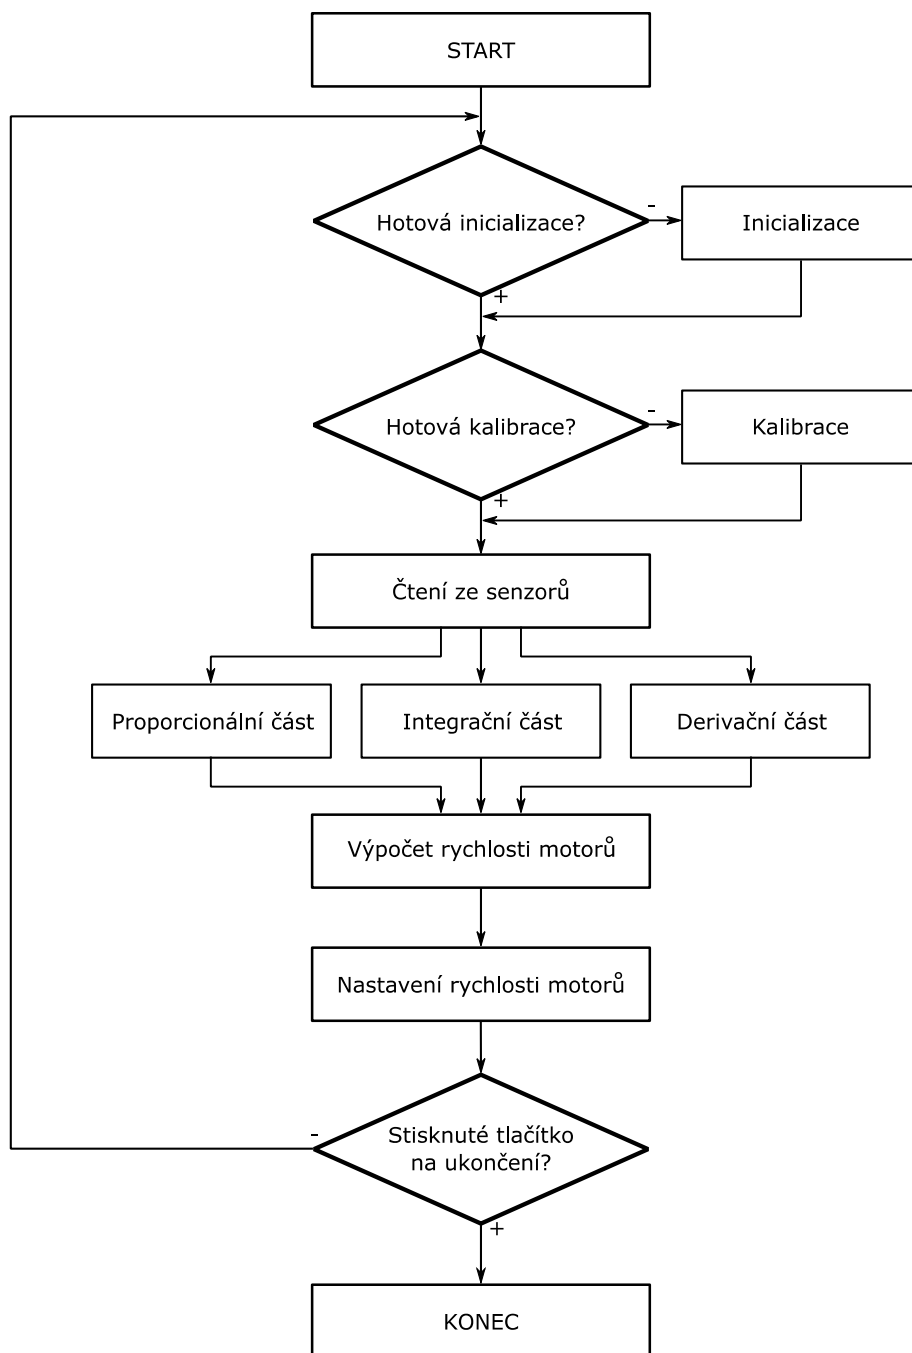 START
Hotová inicializace?
-
Inicializace
+
Hotová kalibrace?
-
Kalibrace
+
Čtení ze senzorů
Proporcionální část
Integrační část
Derivační část
Výpočet rychlosti motorů
Nastavení rychlosti motorů
-
Stisknuté tlačítko
na ukončení?
+
KONEC